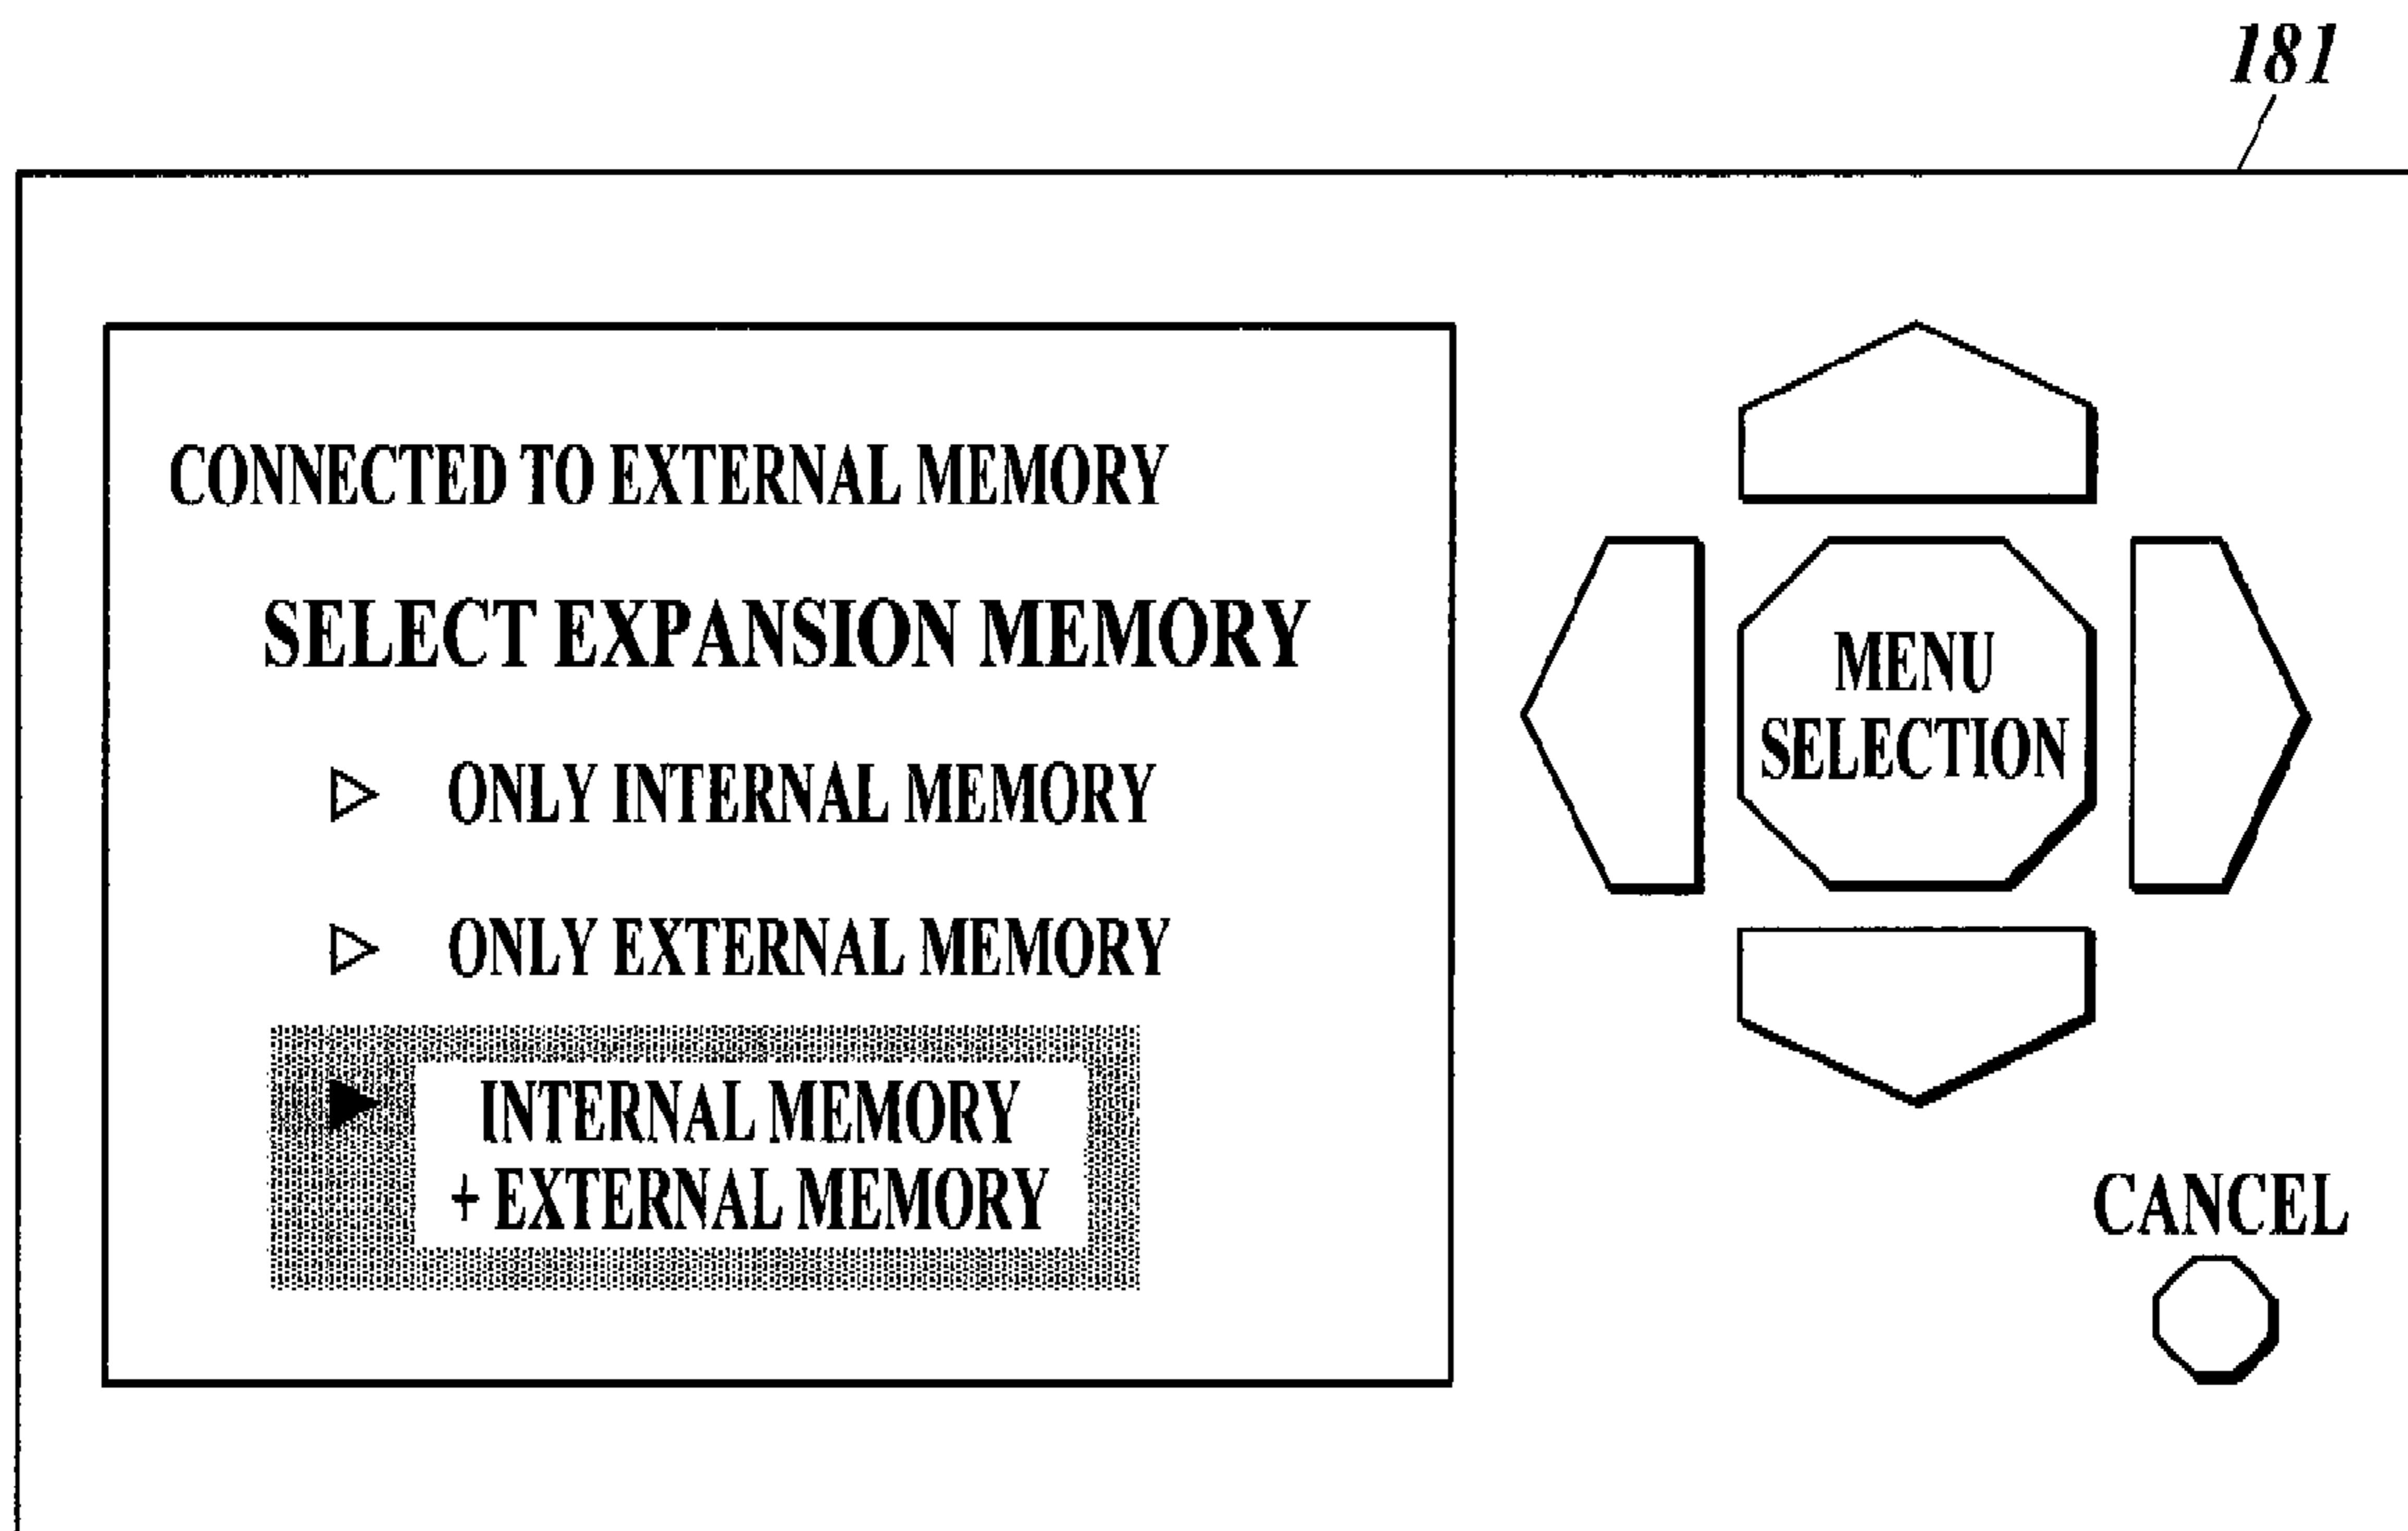 181
CONNECTED TO EXTERNAL MEMORY
SELECT EXPANSION MEMORY
ONLY INTERNAL MEMORY
ONLY EXTERNAL MEMORY
INTERNAL MEMORY
+ EXTERNAL MEMORY
MENU
SELECTION
CANCEL